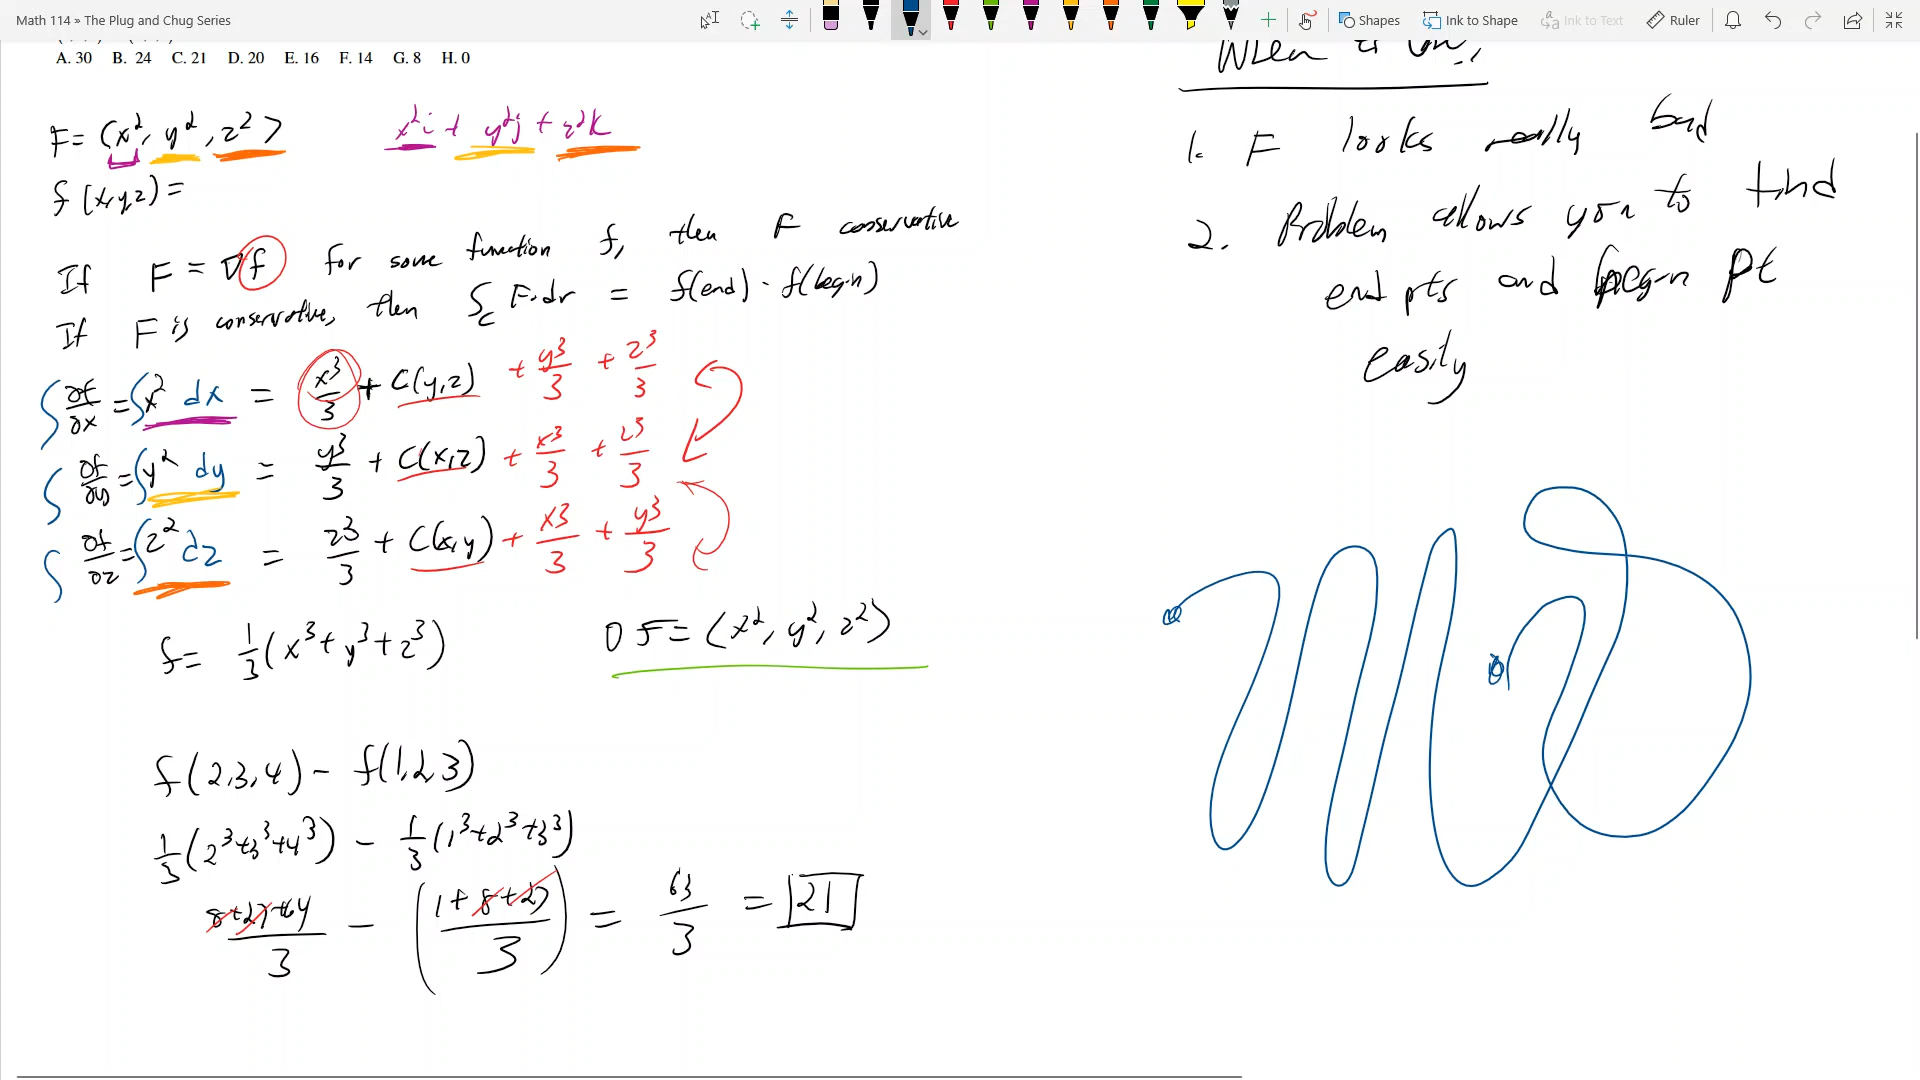 Math 114 » The Plug and Chug Series
Shapes
Ink to Shape
Ink to Text
Ruler
A. 30 B. 24 C. 21 D. 20 E. 16 F. 14 G. 8 H. 0
F = ⟨x², y², z²⟩ x²i + y²j + z²k
f(x,y,z) =
If F = ∇f for some function f, then F conservative
If F is conservative, then ∫_C F·dr = f(end) - f(begin)
∫ ∂f/∂x = ∫x² dx = x³/3 + C(y,z) + y³/3 + z³/3
∫ ∂f/∂y = ∫y² dy = y³/3 + C(x,z) + x³/3 + z³/3
∫ ∂f/∂z = ∫z² dz = z³/3 + C(x,y) + x³/3 + y³/3
f = 1/3(x³+y³+z³) ∇F = ⟨x², y², z²⟩
f(2,3,4) - f(1,2,3)
1/3(2³+3³+4³) - 1/3(1³+2³+3³)
(8+27+64)/3 - ((1+8+27)/3) = 63/3 = 21
When to
1. F looks really bad
2. Problem allows you to find
end pts and begin pt
easily